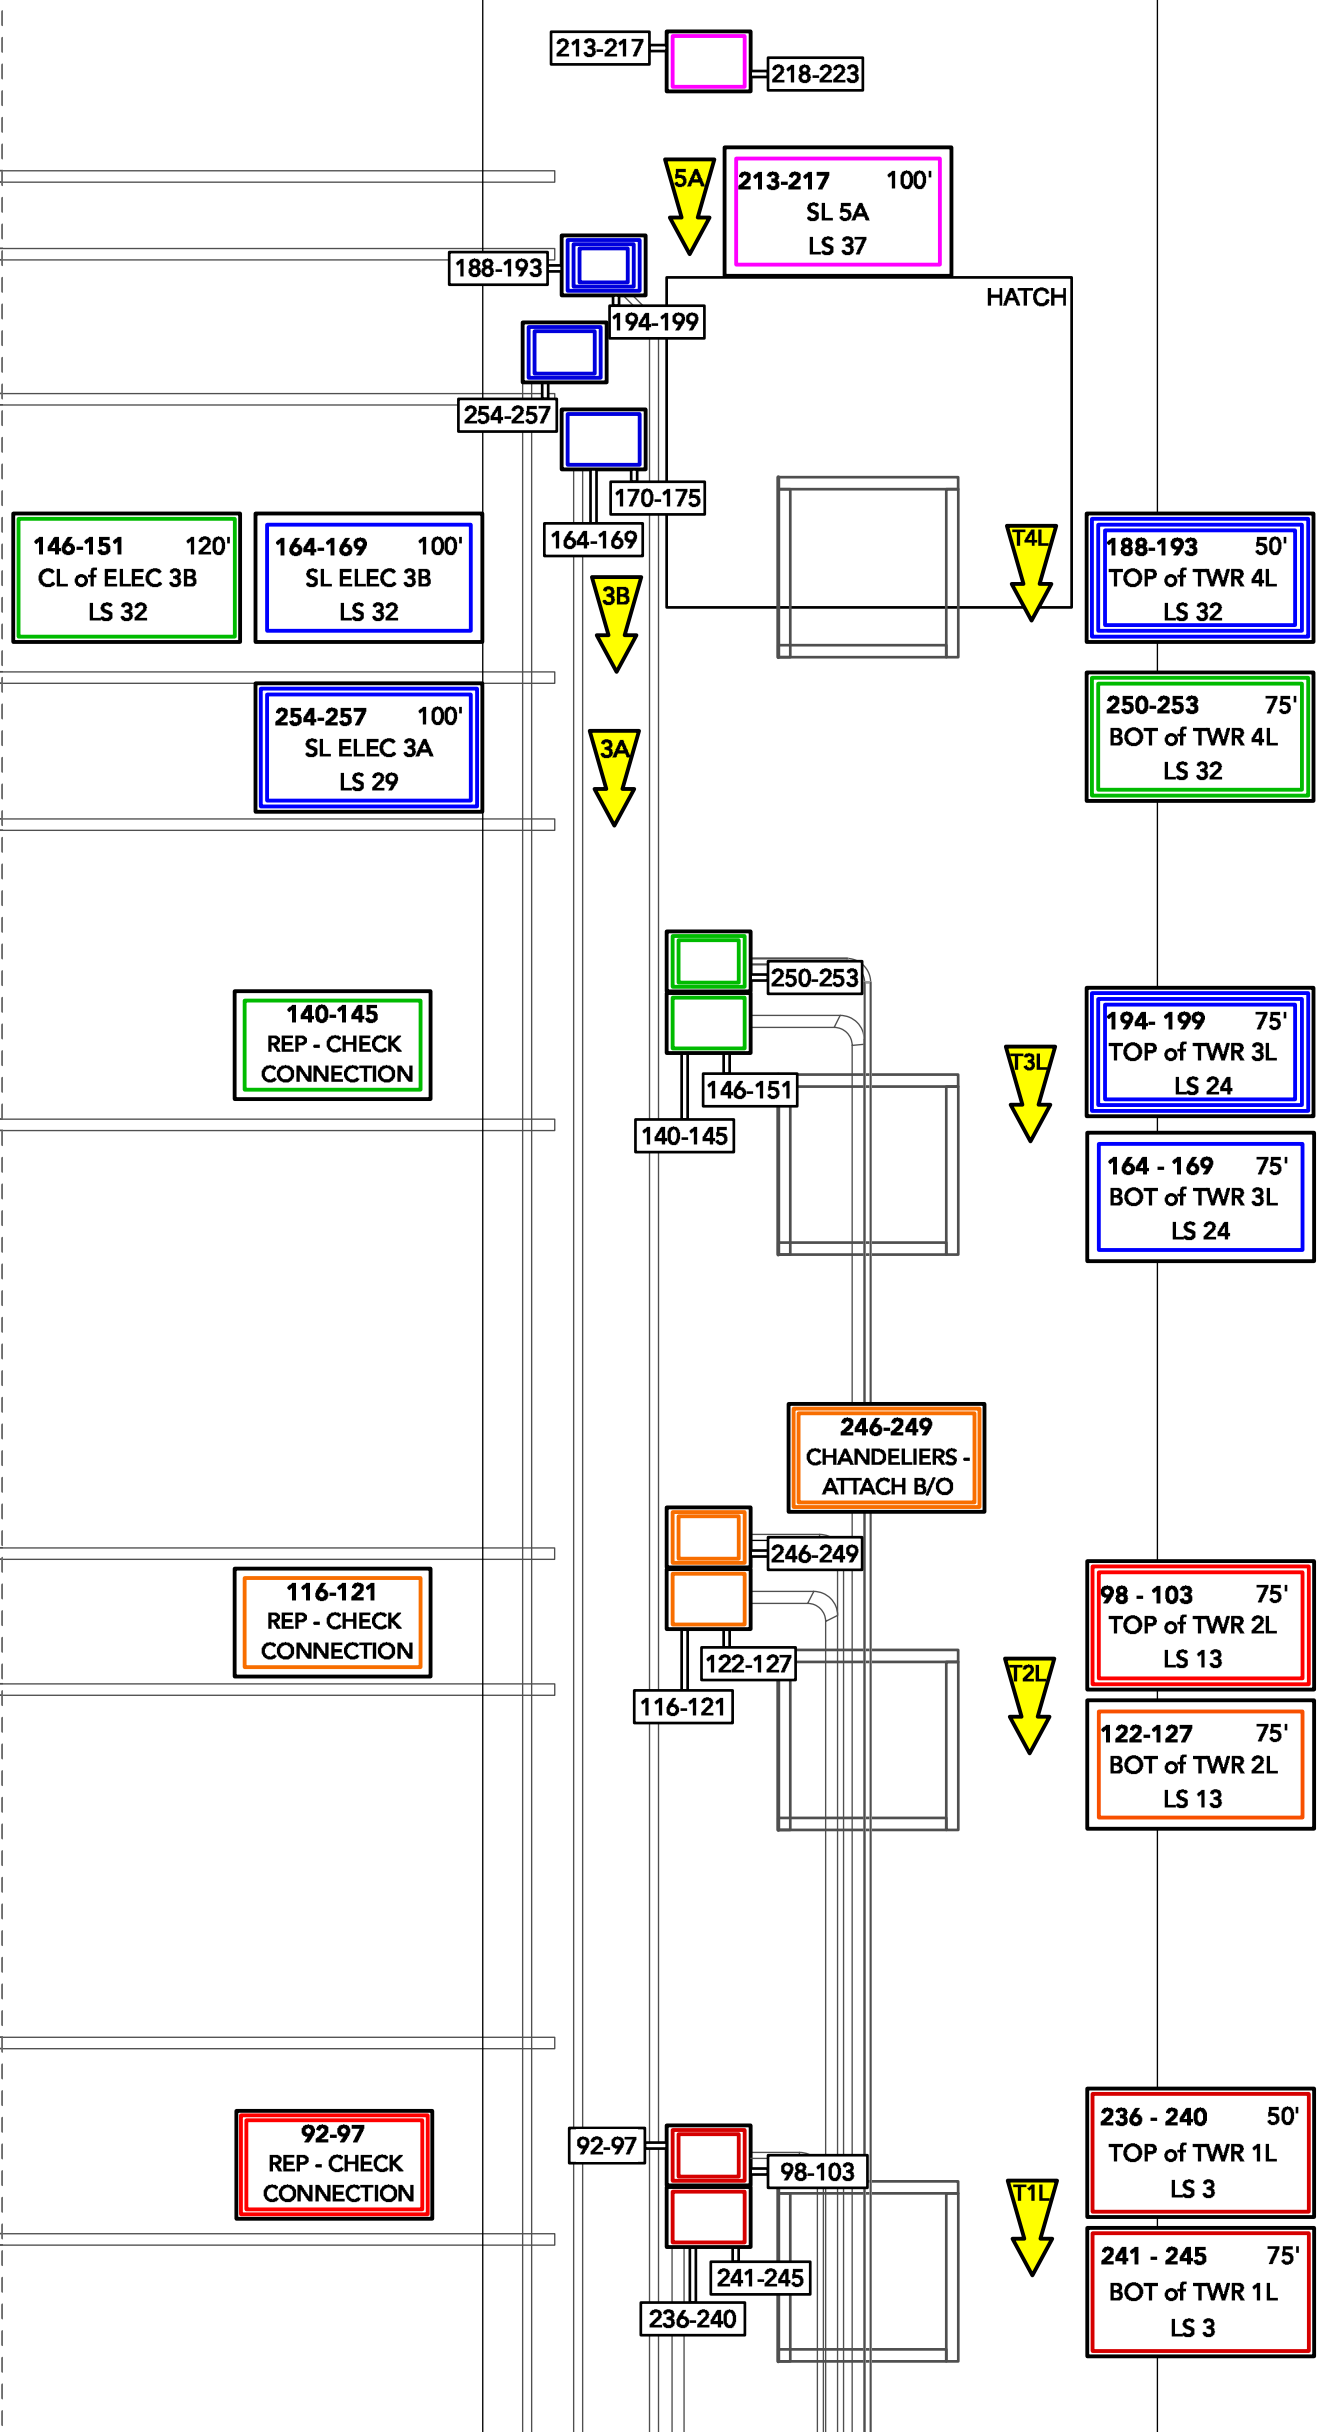 213-217
218-223
5A
213-217 100'
SL 5A
LS 37
188-193
HATCH
194-199
254-257
170-175
164-169
146-151 120'
CL of ELEC 3B
LS 32
164-169 100'
SL ELEC 3B
LS 32
3B
T4L
188-193 50'
TOP of TWR 4L
LS 32
254-257 100'
SL ELEC 3A
LS 29
3A
250-253 75'
BOT of TWR 4L
LS 32
250-253
140-145
REP - CHECK
CONNECTION
146-151
140-145
T3L
194- 199 75'
TOP of TWR 3L
LS 24
164 - 169 75'
BOT of TWR 3L
LS 24
246-249
CHANDELIERS -
ATTACH B/O
246-249
116-121
REP - CHECK
CONNECTION
122-127
116-121
T2L
98 - 103 75'
TOP of TWR 2L
LS 13
122-127 75'
BOT of TWR 2L
LS 13
92-97
REP - CHECK
CONNECTION
92-97
98-103
241-245
236-240
T1L
236 - 240 50'
TOP of TWR 1L
LS 3
241 - 245 75'
BOT of TWR 1L
LS 3